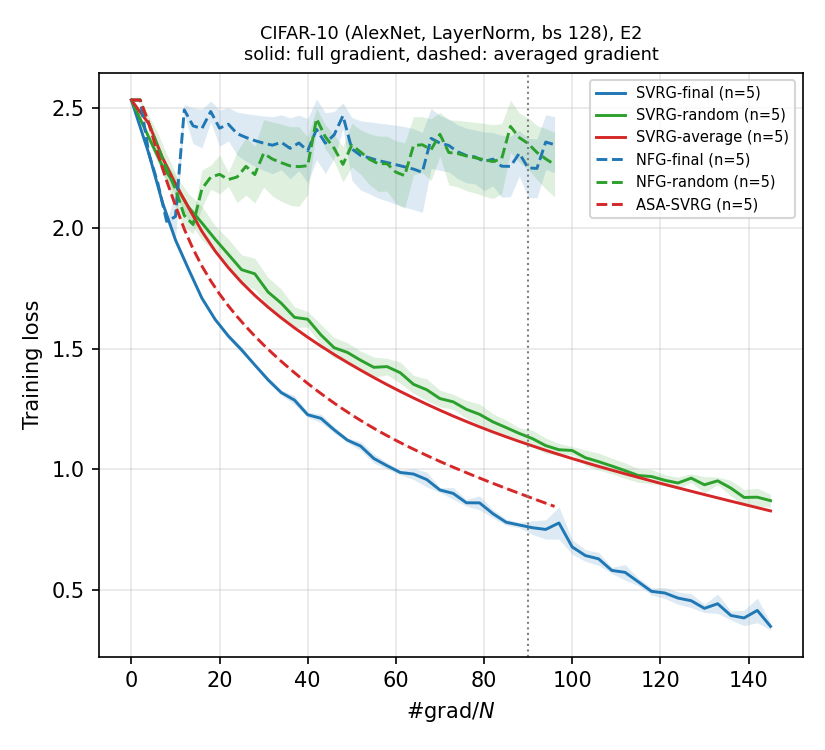 CIFAR-10 (AlexNet, LayerNorm, bs 128), E2
solid: full gradient, dashed: averaged gradient
SVRG-final (n=5)
SVRG-random (n=5)
SVRG-average (n=5)
NFG-final (n=5)
NFG-random (n=5)
ASA-SVRG (n=5)
Training loss
2.5
2.0
1.5
1.0
0.5
0 20 40 60 80 100 120 140
#grad/N